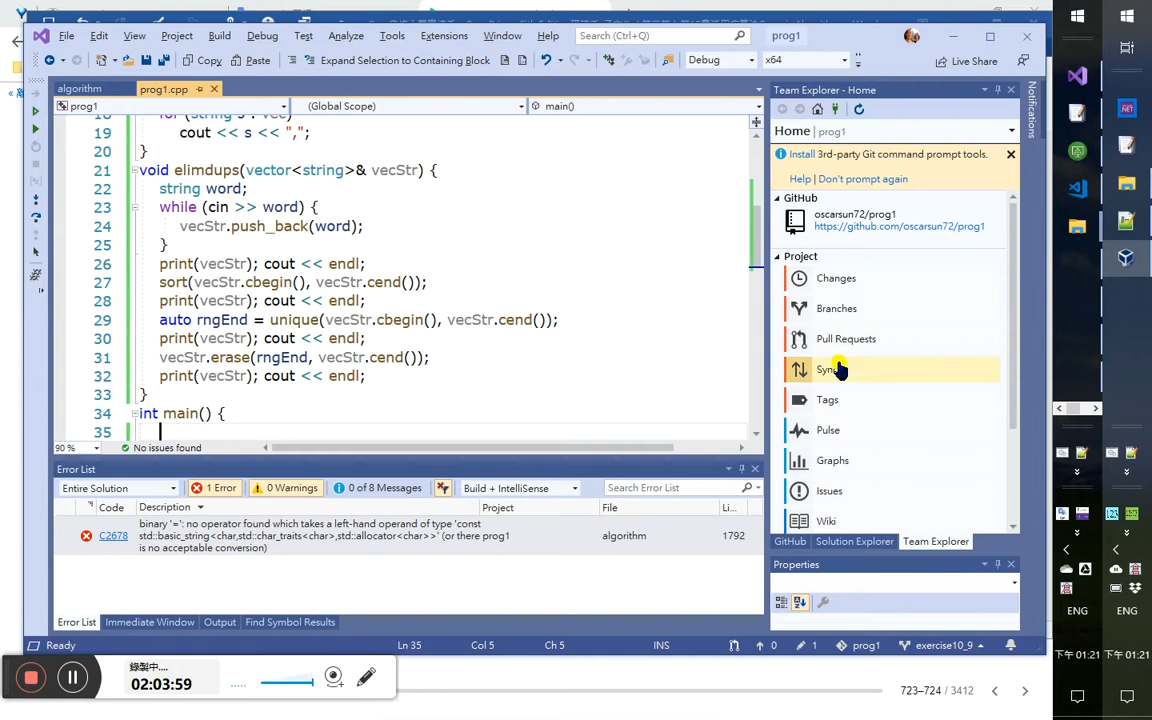 File Edit View Project Build Debug Test Analyze Tools Extensions Window Help Search (Ctrl+Q) prog1
Copy Paste Expand Selection to Containing Block Debug x64 Live Share
algorithm prog1.cpp
prog1 (Global Scope) main()
18 for (string s : vec)
19 cout << s << ",";
20 }
21 void elimdups(vector<string>& vecStr) {
22 string word;
23 while (cin >> word) {
24 vecStr.push_back(word);
25 }
26 print(vecStr); cout << endl;
27 sort(vecStr.cbegin(), vecStr.cend());
28 print(vecStr); cout << endl;
29 auto rngEnd = unique(vecStr.cbegin(), vecStr.cend());
30 print(vecStr); cout << endl;
31 vecStr.erase(rngEnd, vecStr.cend());
32 print(vecStr); cout << endl;
33 }
34 int main() {
35
90 % No issues found
Team Explorer - Home
Home | prog1
Install 3rd-party Git command prompt tools.
Help | Don't prompt again
GitHub
oscarsun72/prog1
https://github.com/oscarsun72/prog1
Project
Changes
Branches
Pull Requests
Tags
Pulse
Graphs
Issues
Wiki
GitHub Solution Explorer Team Explorer
Properties
Notifications
Error List
Entire Solution 1 Error 0 Warnings 0 of 8 Messages Build + IntelliSense Search Error List
Code Description Project File Li...
C2678 binary '=': no operator found which takes a left-hand operand of type 'const
std::basic_string<char,std::char_traits<char>,std::allocator<char>>' (or there prog1 algorithm 1792
is no acceptable conversion)
Error List Immediate Window Output Find Symbol Results
Ready Ln 35 Col 5 Ch 5 INS 0 1 prog1 exercise10_9
錄製中....
02:03:59
723–724 / 3412
ENG ENG
下午 01:21 下午 01:21